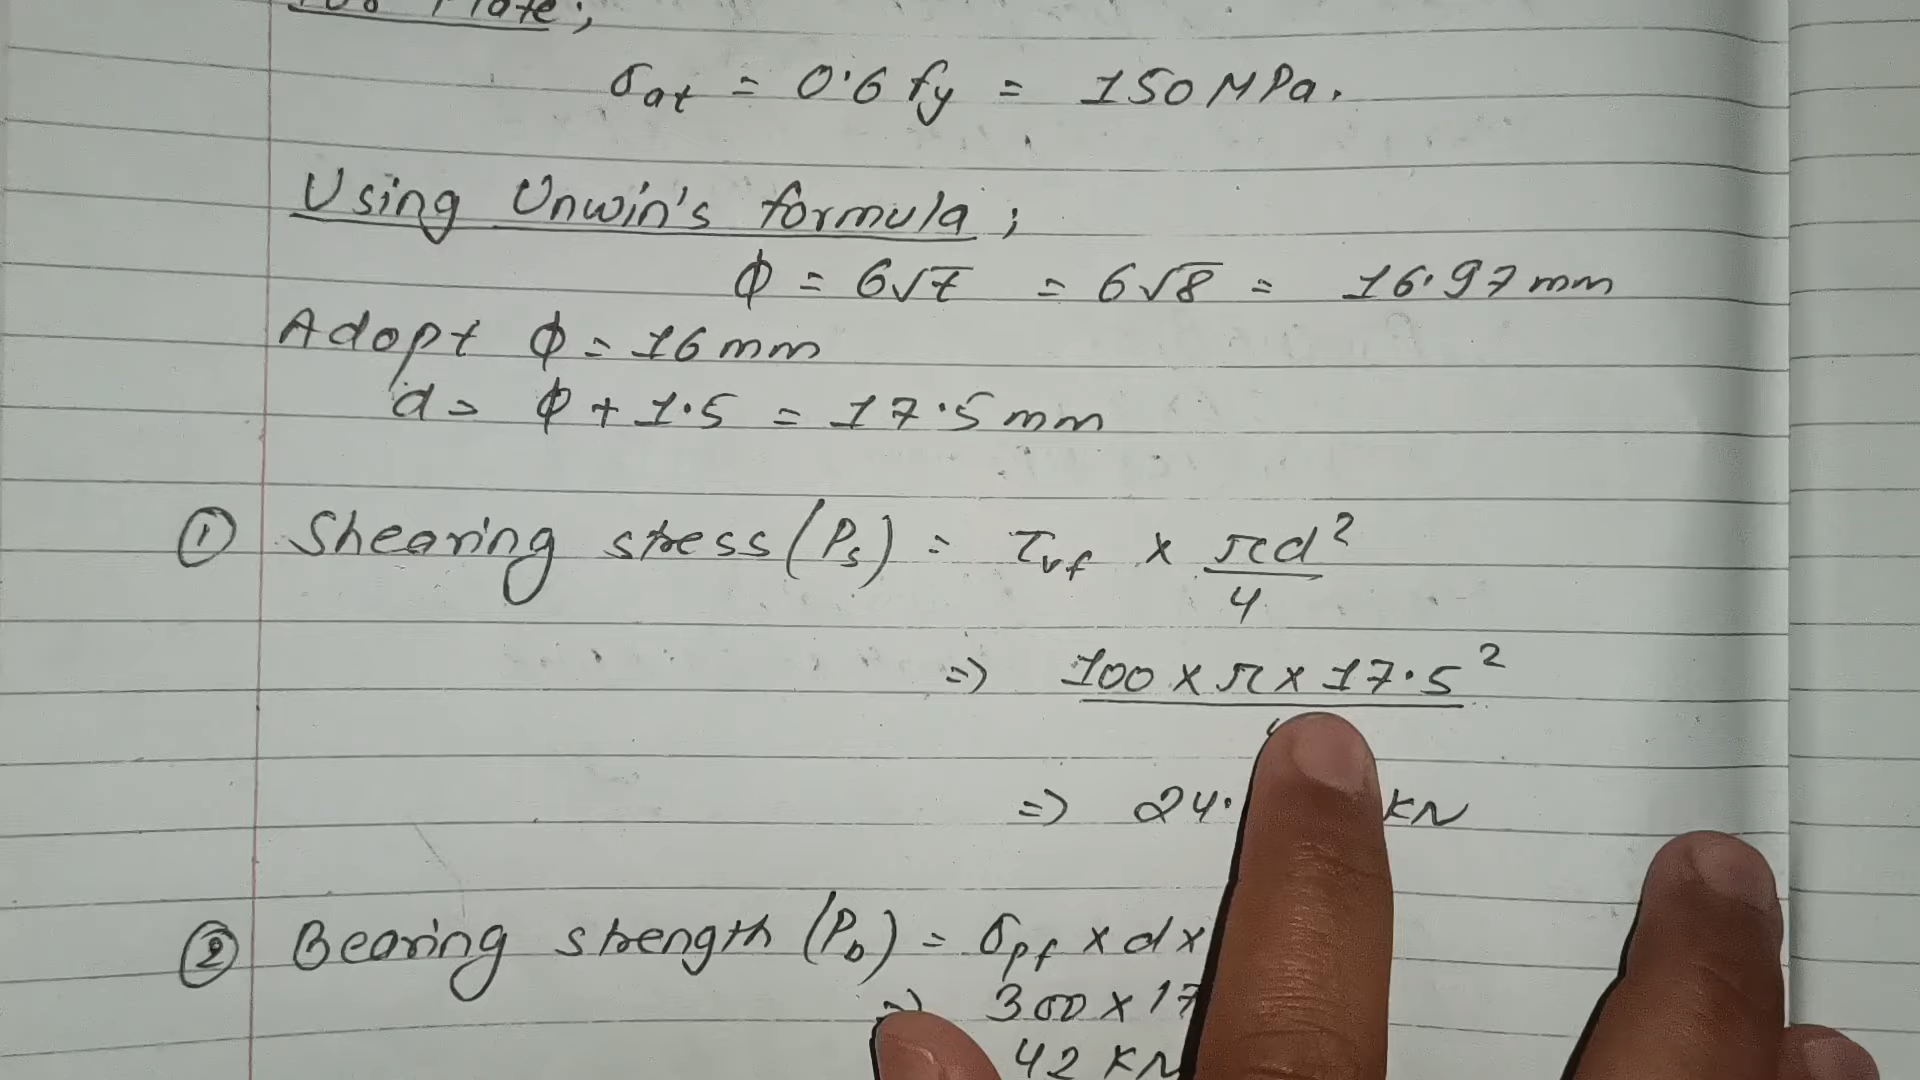 Plate;
σat = 0.6 fy = 150 MPa.
Using Unwin's formula;
Φ = 6√t = 6√8 = 16.97 mm
Adopt Φ = 16 mm
d = Φ + 1.5 = 17.5 mm
① Shearing stress (Ps) = τvf × πd²
4
⇒ 100 × π × 17.5²
⇒ 24. KN
② Bearing strength (Pb) = σpf × d ×
⇒ 300 × 17
42 KN